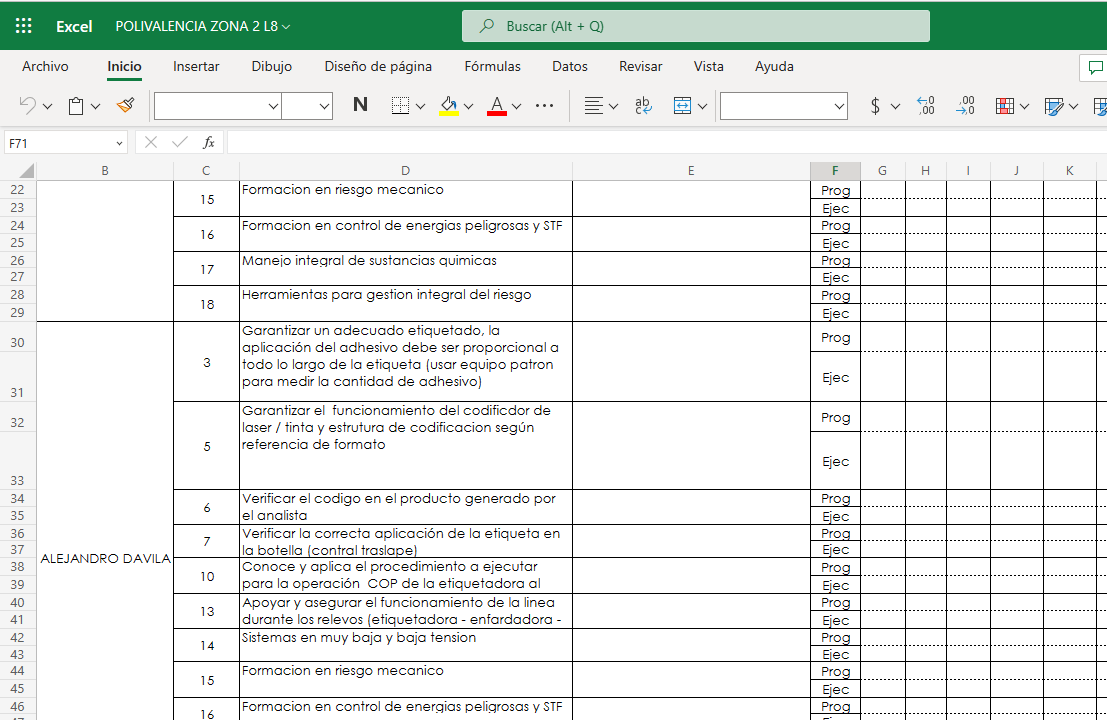 Excel POLIVALENCIA ZONA 2 L8 Buscar (Alt + Q)
Archivo Inicio Insertar Dibujo Diseño de página Fórmulas Datos Revisar Vista Ayuda
N A ab $ ,00 ,00
F71 fx
B C D E F G H I J K
22 15 Formacion en riesgo mecanico Prog
23 Ejec
24 16 Formacion en control de energias peligrosas y STF Prog
25 Ejec
26 17 Manejo integral de sustancias quimicas Prog
27 Ejec
28 18 Herramientas para gestion integral del riesgo Prog
29 Ejec
30 Garantizar un adecuado etiquetado, la Prog
aplicación del adhesivo debe ser proporcional a
3 todo lo largo de la etiqueta (usar equipo patron
para medir la cantidad de adhesivo)
31 Ejec
32 Garantizar el  funcionamiento del codificdor de Prog
laser / tinta y estrutura de codificacion según
5 referencia de formato
33 Ejec
34 6 Verificar el codigo en el producto generado por Prog
35 el analista Ejec
36 7 Verificar la correcta aplicación de la etiqueta en Prog
37 la botella (contral traslape) Ejec
ALEJANDRO DAVILA
38 10 Conoce y aplica el procedimiento a ejecutar Prog
39 para la operación  COP de la etiquetadora al Ejec
40 13 Apoyar y asegurar el funcionamiento de la linea Prog
41 durante los relevos (etiquetadora - enfardadora - Ejec
42 14 Sistemas en muy baja y baja tension Prog
43 Ejec
44 15 Formacion en riesgo mecanico Prog
45 Ejec
46 16 Formacion en control de energias peligrosas y STF Prog